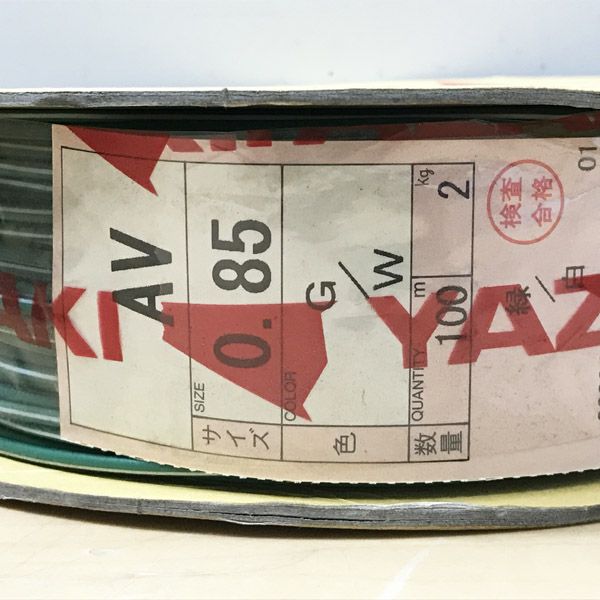 AV
SIZE
サイズ
0.85
COLOR
色
G/W
QUANTITY
数量
100 m
2 kg
検査
合格
緑/白
01
AKI YAZ